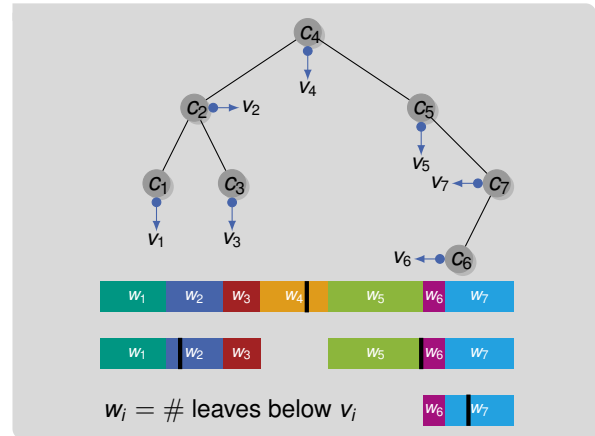 c₄
v₄
c₂ v₂ c₅
v₅
c₁ c₃ v₇ c₇
v₁ v₃
v₆ c₆
w₁ w₂ w₃ w₄ w₅ w₆ w₇
w₁ w₂ w₃ w₅ w₆ w₇
wᵢ = # leaves below vᵢ w₆ w₇